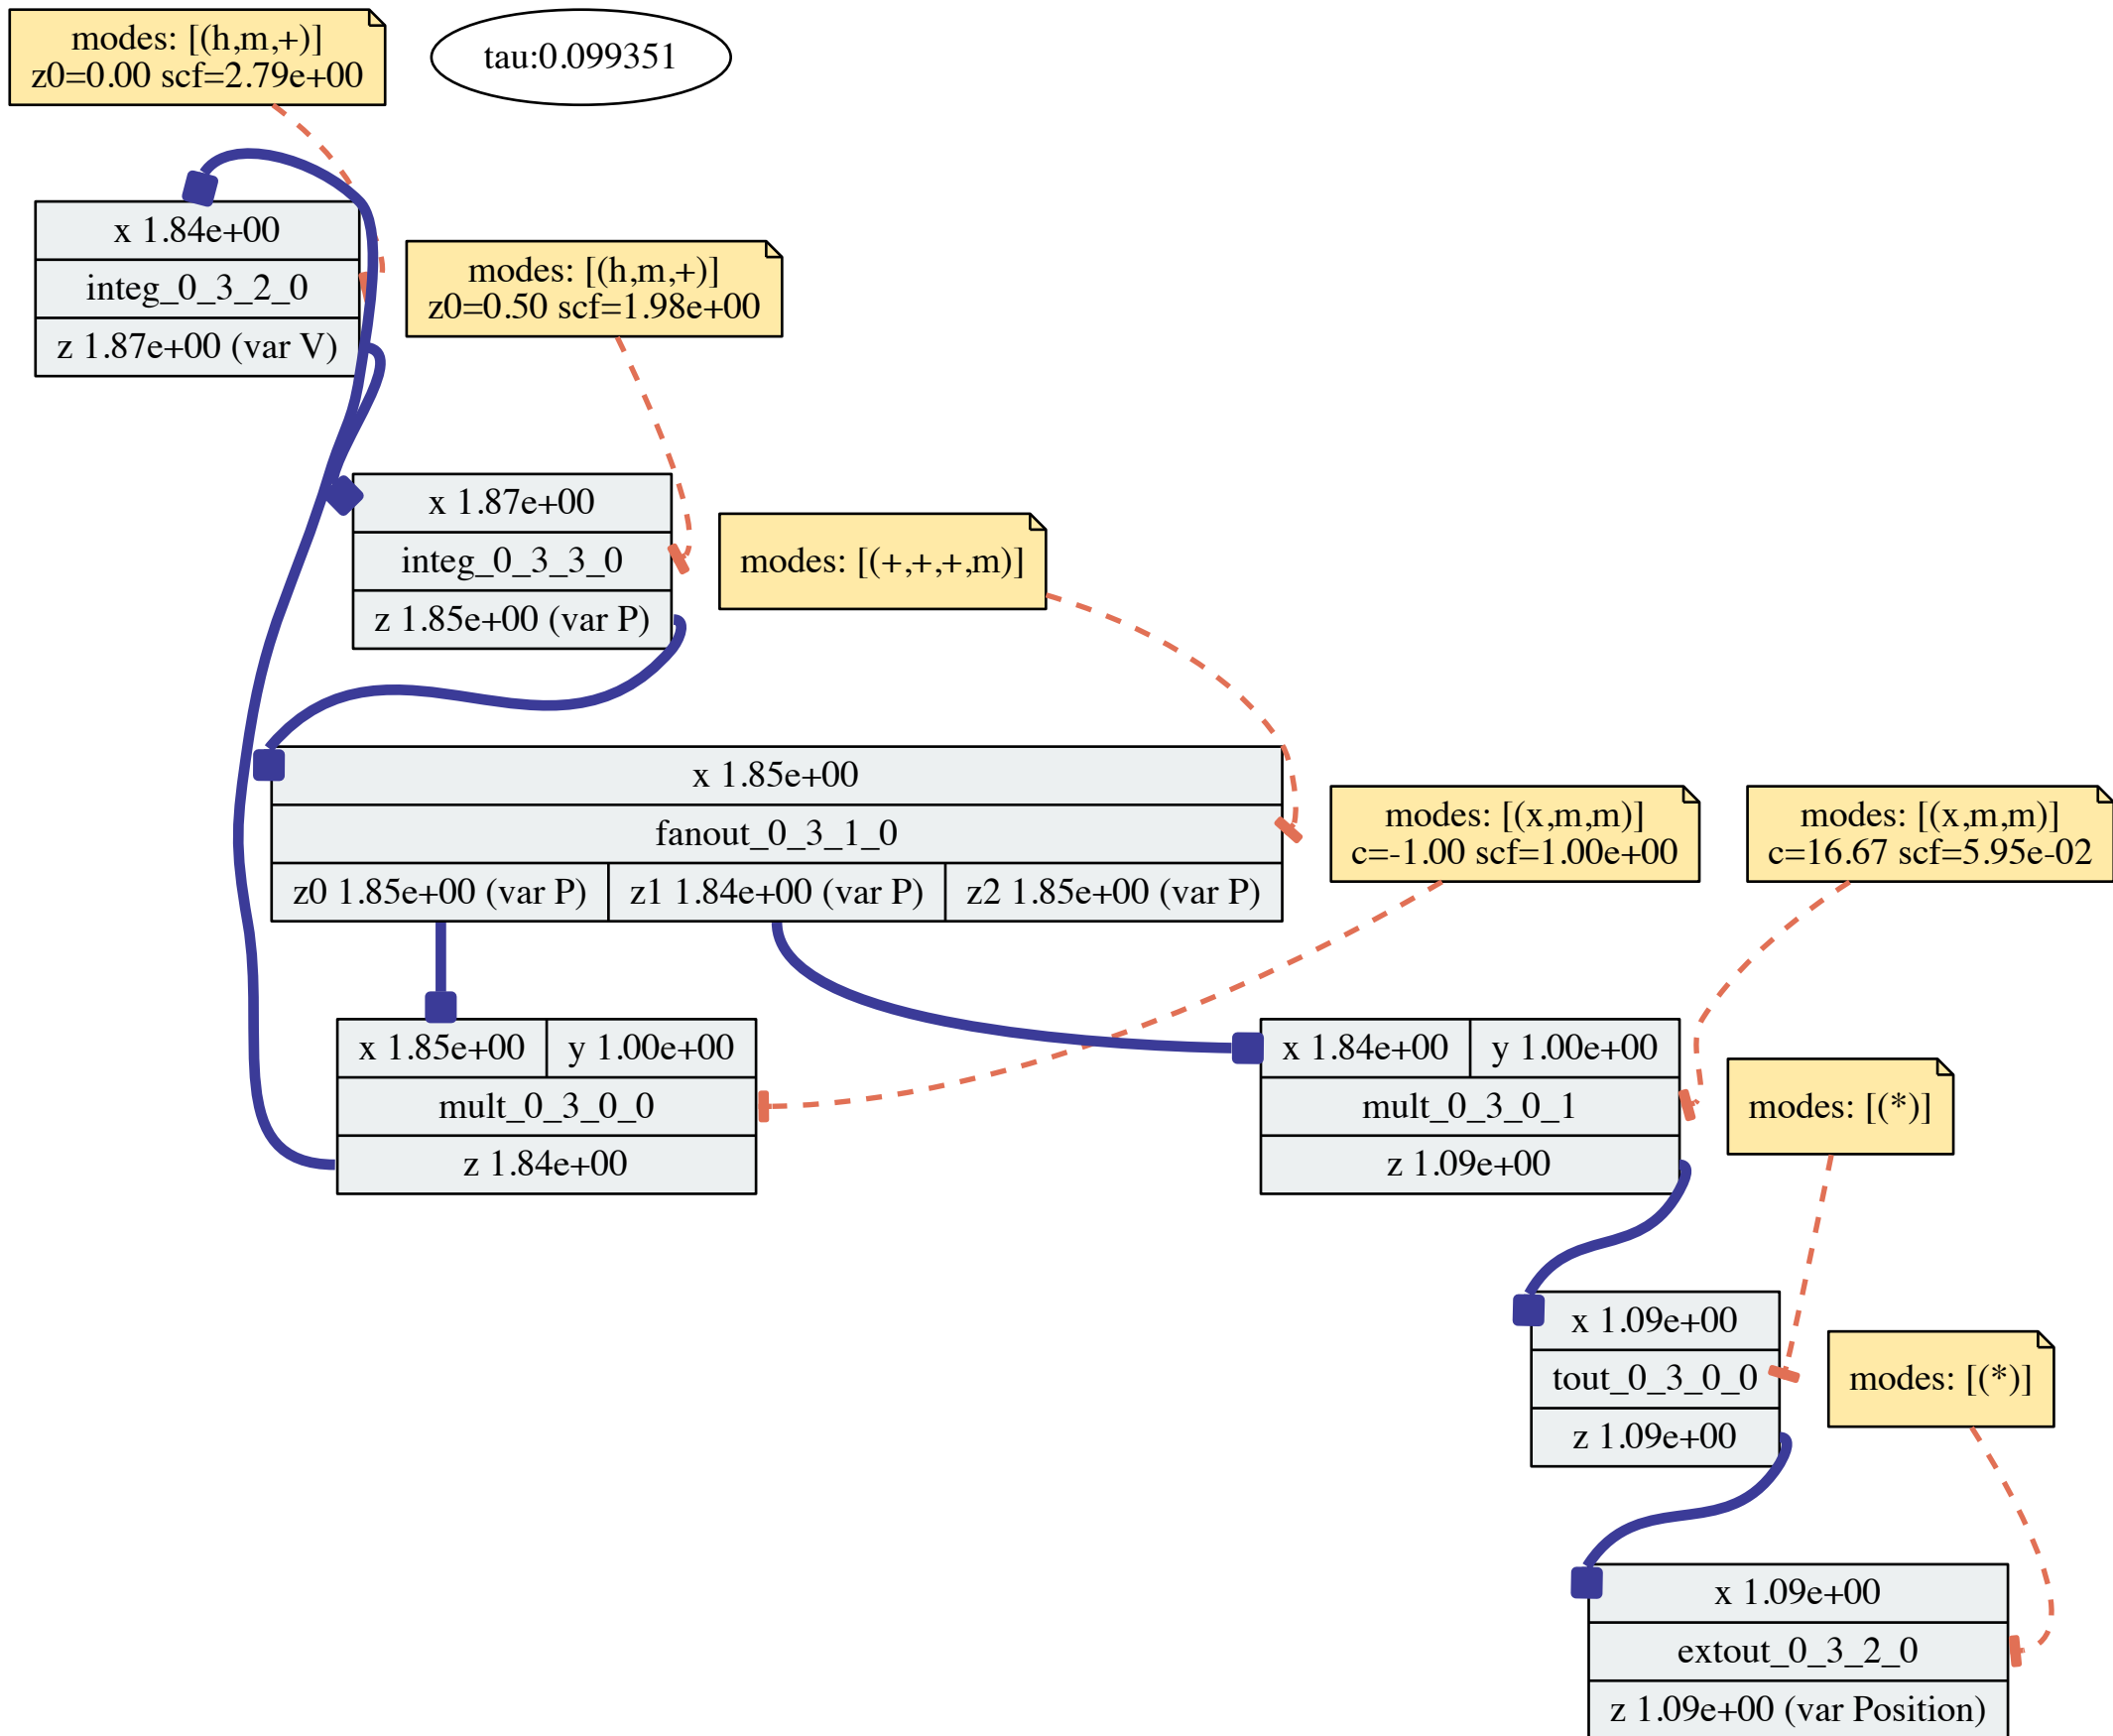 modes: [(h,m,+)]
z0=0.00 scf=2.79e+00
tau:0.099351
x 1.84e+00
integ_0_3_2_0
z 1.87e+00 (var V)
modes: [(h,m,+)]
z0=0.50 scf=1.98e+00
x 1.87e+00
integ_0_3_3_0
z 1.85e+00 (var P)
modes: [(+,+,+,m)]
x 1.85e+00
fanout_0_3_1_0
z0 1.85e+00 (var P)
z1 1.84e+00 (var P)
z2 1.85e+00 (var P)
modes: [(x,m,m)]
c=-1.00 scf=1.00e+00
modes: [(x,m,m)]
c=16.67 scf=5.95e-02
x 1.85e+00
y 1.00e+00
mult_0_3_0_0
z 1.84e+00
x 1.84e+00
y 1.00e+00
mult_0_3_0_1
z 1.09e+00
modes: [(*)]
x 1.09e+00
tout_0_3_0_0
z 1.09e+00
modes: [(*)]
x 1.09e+00
extout_0_3_2_0
z 1.09e+00 (var Position)